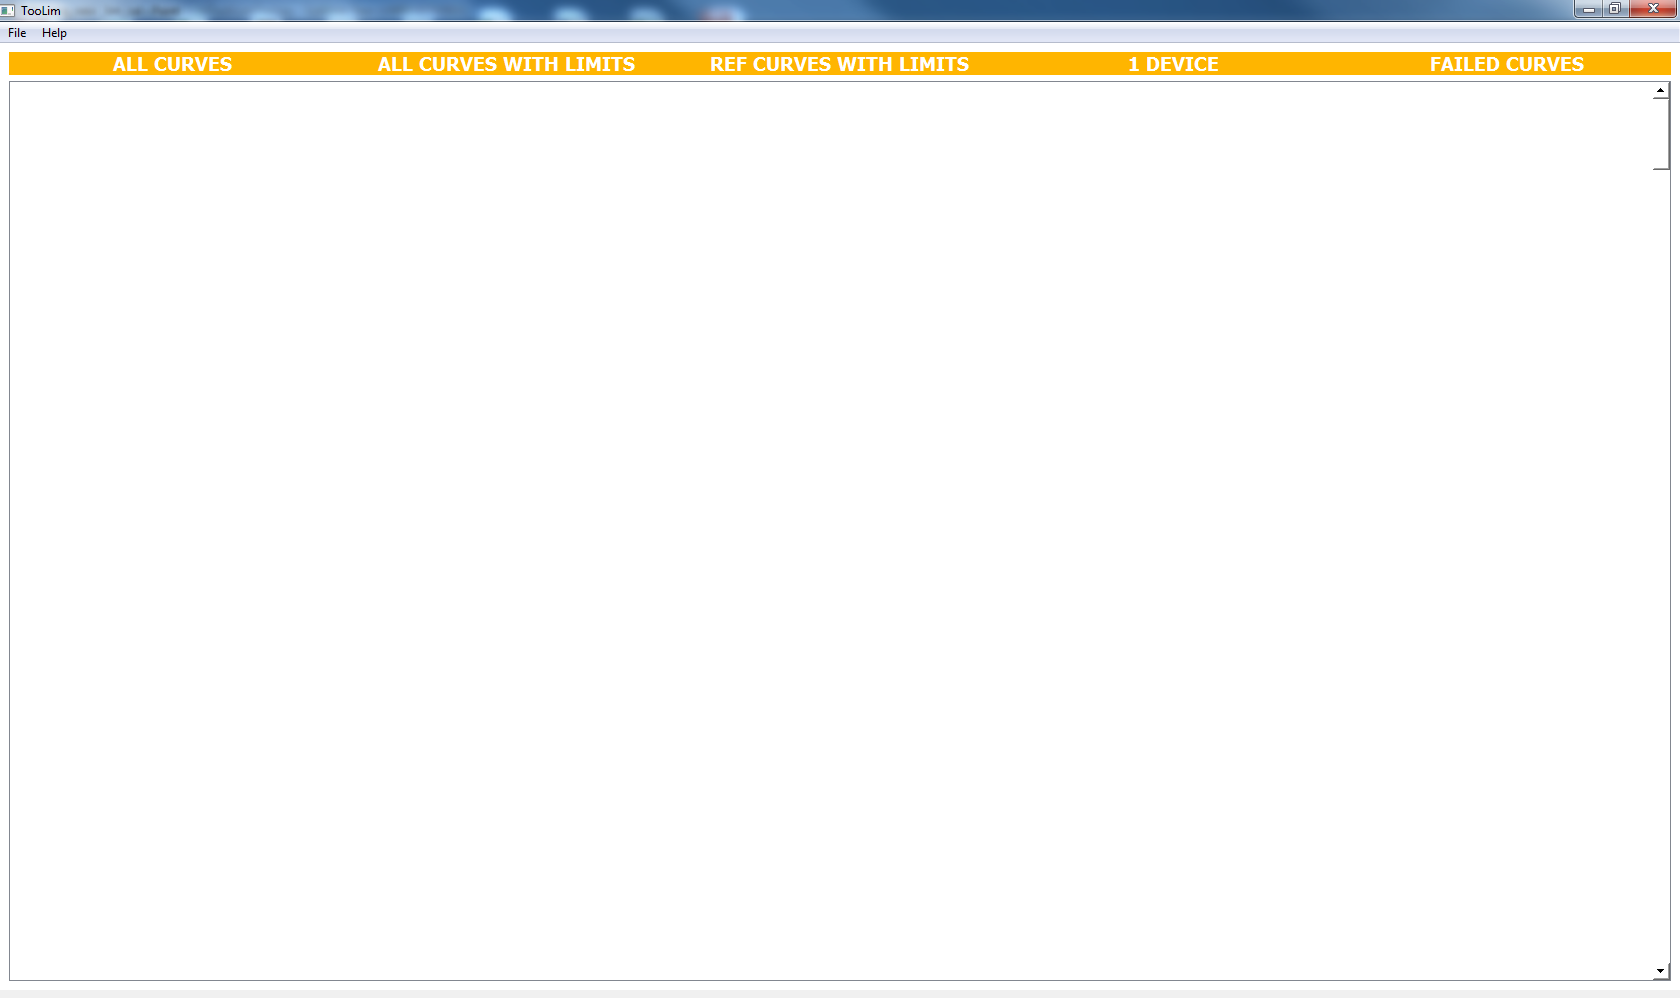 TooLim
File Help
ALL CURVES ALL CURVES WITH LIMITS REF CURVES WITH LIMITS 1 DEVICE FAILED CURVES